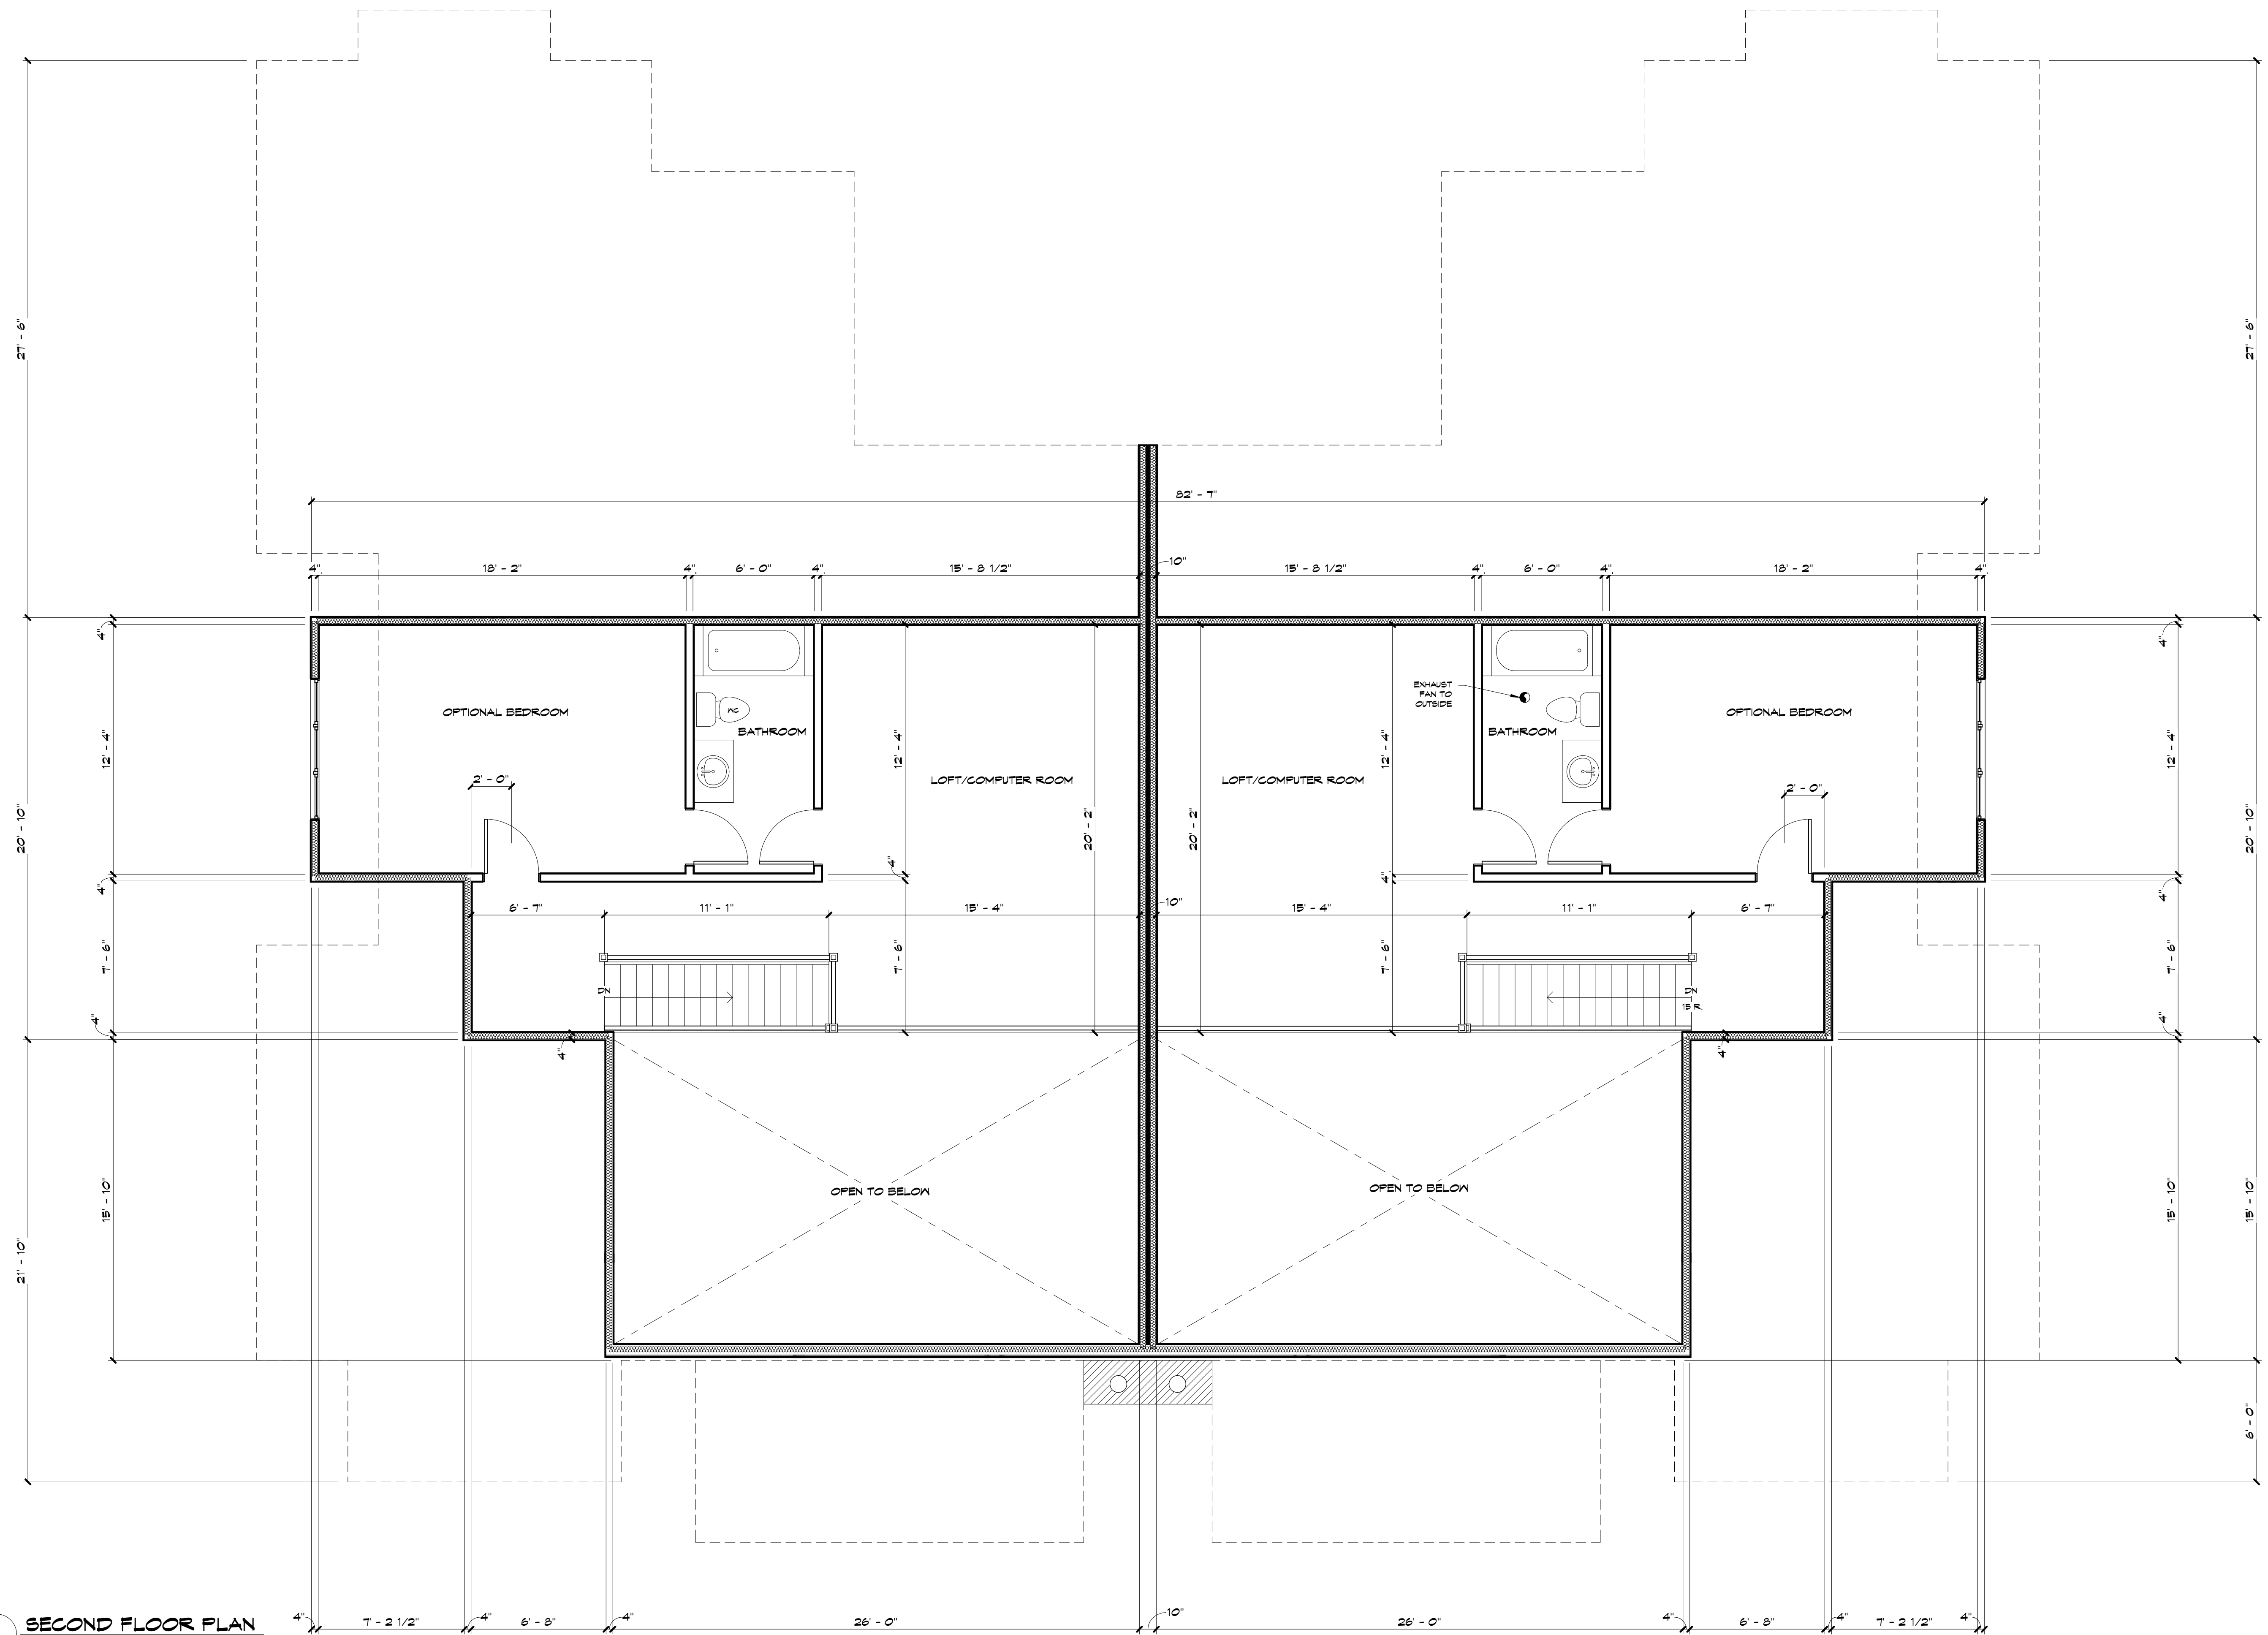 82' - 7"
4" 18' - 2" 4" 6' - 0" 4" 15' - 8 1/2" 10" 15' - 8 1/2" 4" 6' - 0" 4" 18' - 2" 4"
27' - 6"
20' - 10"
21' - 10"
4"
12' - 4"
4"
7' - 6"
4"
15' - 10"
OPTIONAL BEDROOM
2' - 0"
WC
BATHROOM
12' - 4"
4"
7' - 6"
LOFT/COMPUTER ROOM
20' - 2"
20' - 2"
LOFT/COMPUTER ROOM
12' - 4"
4"
7' - 6"
EXHAUST
FAN TO
OUTSIDE
BATHROOM
OPTIONAL BEDROOM
2' - 0"
6' - 7" 11' - 1" 15' - 4" 10" 15' - 4" 11' - 1" 6' - 7"
DN
DN
15 R.
4"
4"
OPEN TO BELOW
OPEN TO BELOW
4"
12' - 4"
4"
7' - 6"
4"
15' - 10"
27' - 6"
20' - 10"
15' - 10"
6' - 0"
4" 7' - 2 1/2" 4" 6' - 8" 4" 26' - 0" 10" 26' - 0" 4" 6' - 8" 4" 7' - 2 1/2" 4"
SECOND FLOOR PLAN